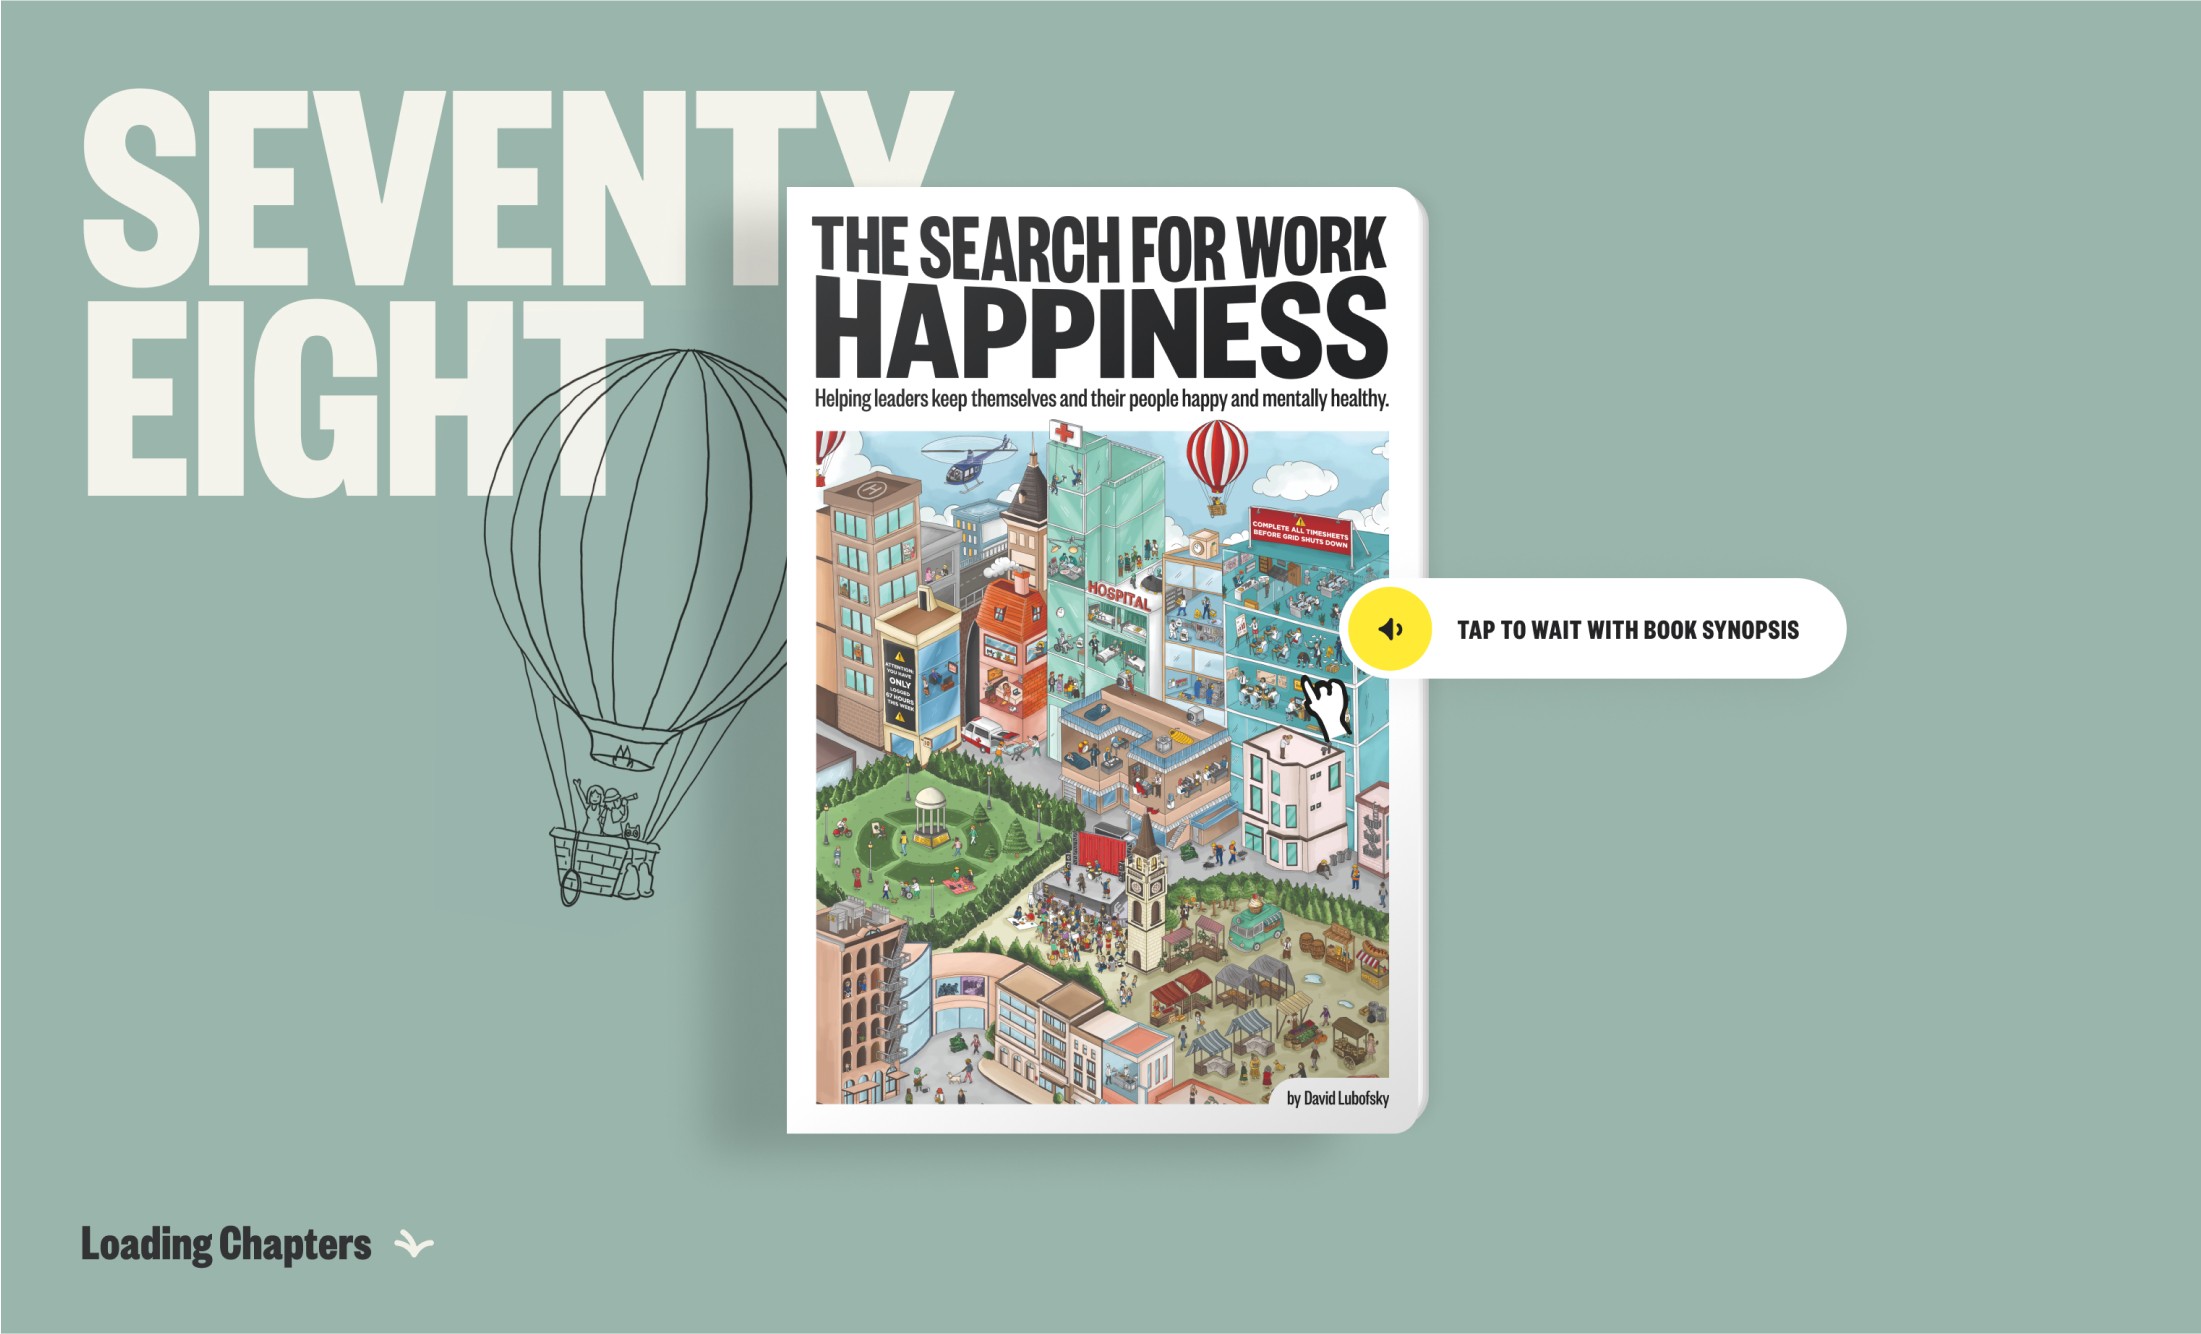 SEVENTY
EIGHT
THE SEARCH FOR WORK
HAPPINESS
Helping leaders keep themselves and their people happy and mentally healthy.
COMPLETE ALL TIMESHEETS
BEFORE GRID SHUTS DOWN
HOSPITAL
H
ATTENTION:
YOU HAVE
ONLY
LOGGED
67 HOURS
THIS WEEK
TAP TO WAIT WITH BOOK SYNOPSIS
by David Lubofsky
Loading Chapters